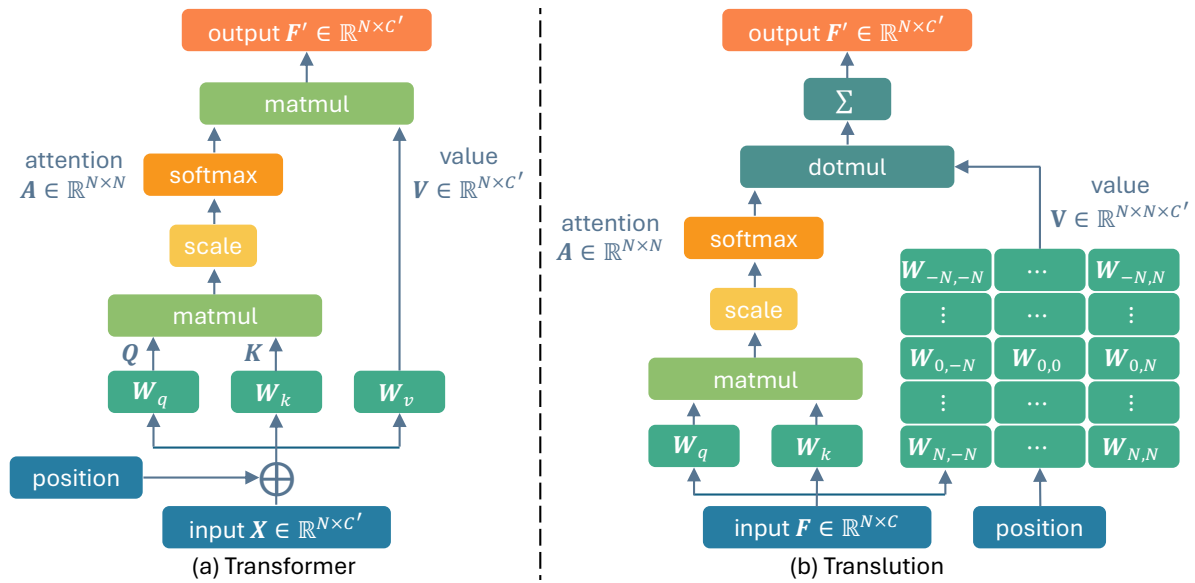 output F′ ∈ ℝ^{N×C′}
matmul
attention
A ∈ ℝ^{N×N}
softmax
value
V ∈ ℝ^{N×C′}
scale
matmul
Q
K
W_q
W_k
W_v
position
input X ∈ ℝ^{N×C′}
(a) Transformer
output F′ ∈ ℝ^{N×C′}
Σ
dotmul
value
V ∈ ℝ^{N×N×C′}
attention
A ∈ ℝ^{N×N}
softmax
scale
matmul
W_q
W_k
W_{-N,-N} ⋯ W_{-N,N}
⋮ ⋯ ⋮
W_{0,-N} W_{0,0} W_{0,N}
⋮ ⋯ ⋮
W_{N,-N} ⋯ W_{N,N}
input F ∈ ℝ^{N×C}
position
(b) Translution